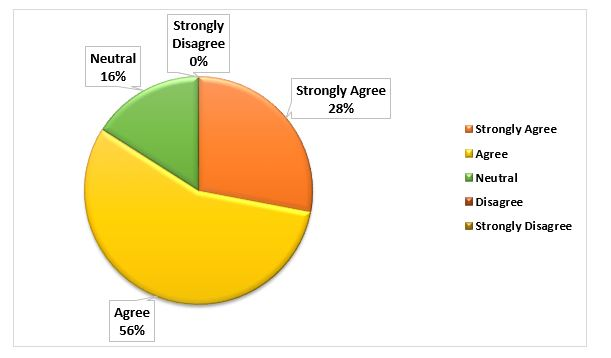 Strongly
Disagree
0%
Neutral
16%
Strongly Agree
28%
Agree
56%
Strongly Agree
Agree
Neutral
Disagree
Strongly Disagree